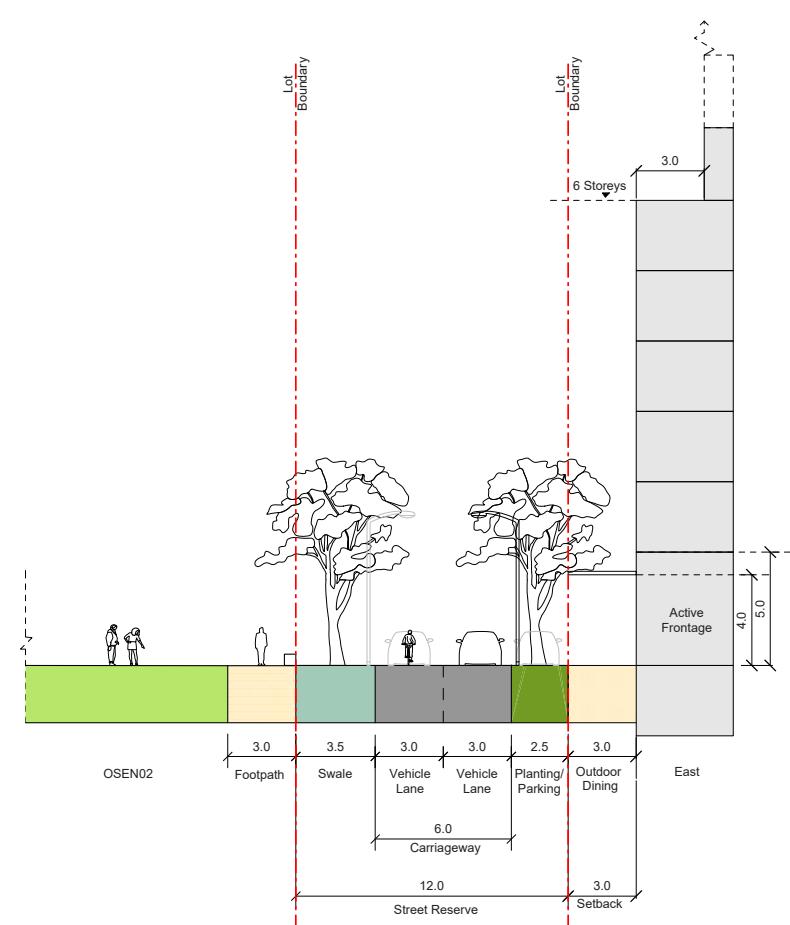 Lot
Boundary
Lot
Boundary
3.0
6 Storeys
Active
Frontage
4.0
5.0
3.0
3.5
3.0
3.0
2.5
3.0
OSEN02
Footpath
Swale
Vehicle
Lane
Vehicle
Lane
Planting/
Parking
Outdoor
Dining
East
6.0
Carriageway
12.0
Street Reserve
3.0
Setback